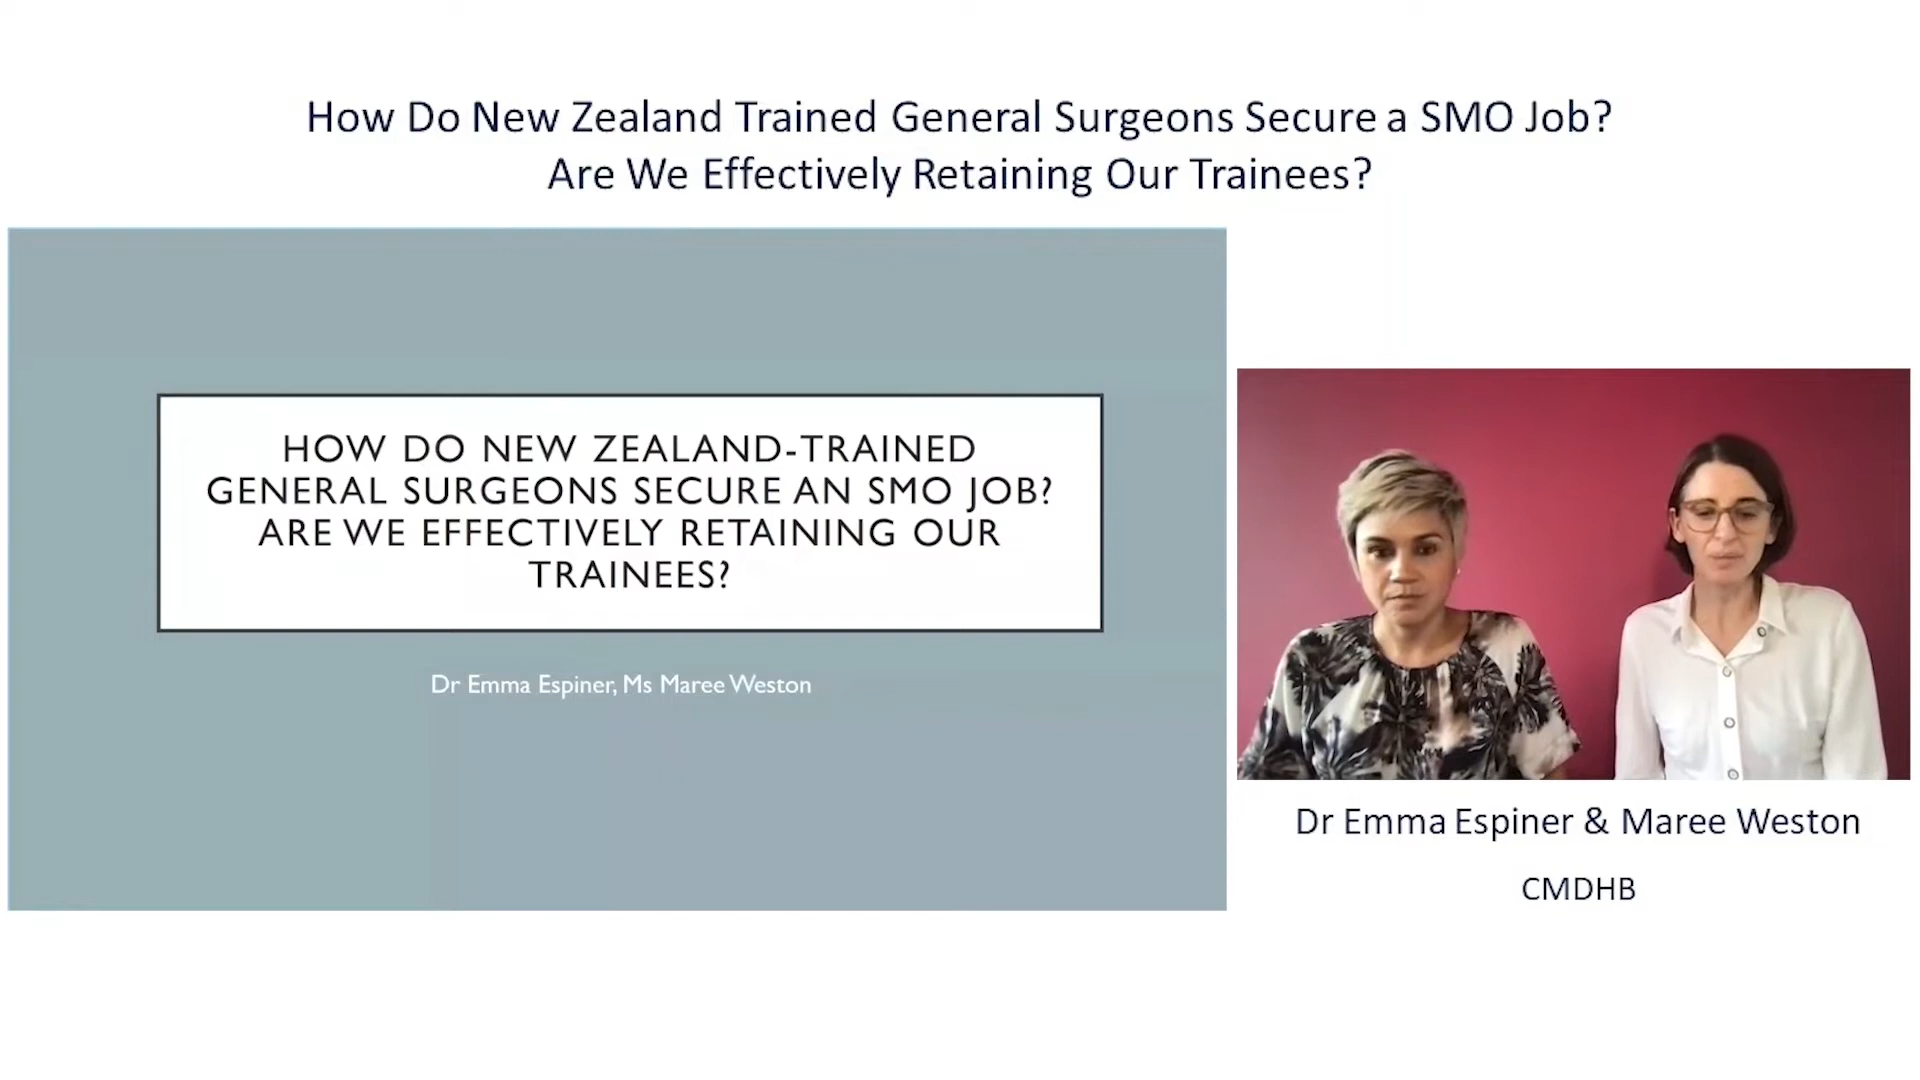 How Do New Zealand Trained General Surgeons Secure a SMO Job?
Are We Effectively Retaining Our Trainees?
HOW DO NEW ZEALAND-TRAINED
GENERAL SURGEONS SECURE AN SMO JOB?
ARE WE EFFECTIVELY RETAINING OUR
TRAINEES?
Dr Emma Espiner, Ms Maree Weston
Dr Emma Espiner & Maree Weston
CMDHB